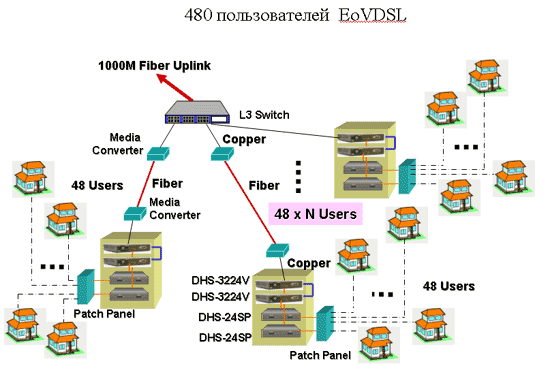 480 пользователей EoVDSL
1000M Fiber Uplink
L3 Switch
Media
Converter
Copper
48 Users
Fiber
Fiber
Media
Converter
48 x N Users
Copper
DHS-3224V
DHS-3224V
DHS-24SP
DHS-24SP
48 Users
Patch Panel
Patch Panel